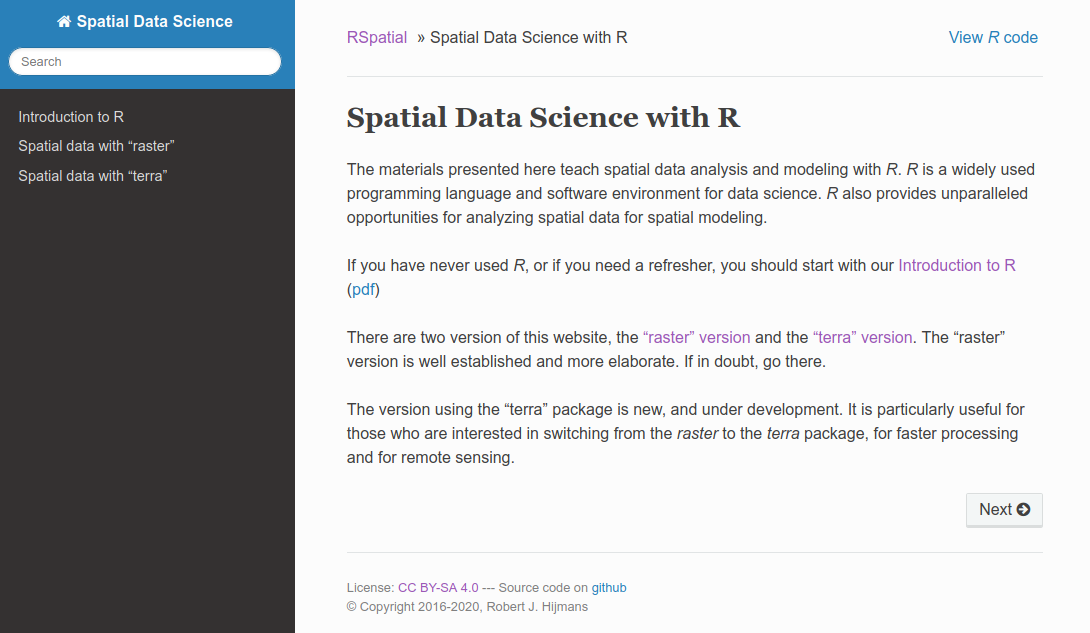 Spatial Data Science
Search
Introduction to R
Spatial data with “raster”
Spatial data with “terra”
RSpatial » Spatial Data Science with R
View R code
Spatial Data Science with R
The materials presented here teach spatial data analysis and modeling with R. R is a widely used
programming language and software environment for data science. R also provides unparalleled
opportunities for analyzing spatial data for spatial modeling.
If you have never used R, or if you need a refresher, you should start with our Introduction to R
(pdf)
There are two version of this website, the “raster” version and the “terra” version. The “raster”
version is well established and more elaborate. If in doubt, go there.
The version using the “terra” package is new, and under development. It is particularly useful for
those who are interested in switching from the raster to the terra package, for faster processing
and for remote sensing.
Next
License: CC BY-SA 4.0 --- Source code on github
© Copyright 2016-2020, Robert J. Hijmans